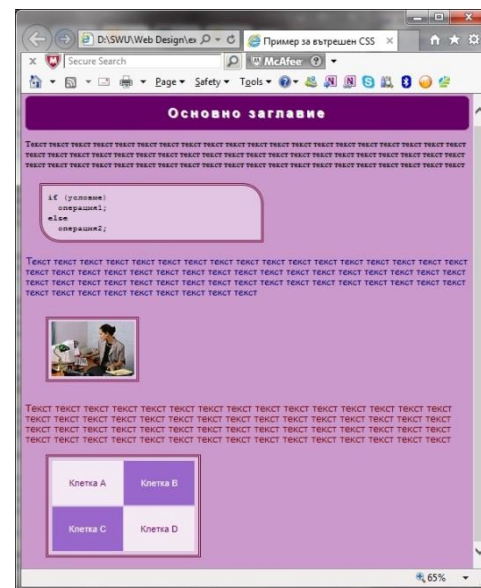 D:\SWU\Web Design\ex
Пример за вътрешен CSS
Secure Search
McAfee
Page Safety Tools
Основно заглавие
Текст текст текст текст текст текст текст текст текст текст текст текст текст текст текст текст текст текст
текст текст текст текст текст текст текст текст текст текст текст текст текст текст текст текст текст текст
текст текст текст текст текст текст текст текст текст текст текст текст текст текст текст текст текст текст
if (условие)
операция1;
else
операция2;
Текст текст текст текст текст текст текст текст текст текст текст текст текст текст текст
текст текст текст текст текст текст текст текст текст текст текст текст текст текст текст
текст текст текст текст текст текст текст текст текст текст текст текст текст текст текст
текст текст текст текст текст текст текст текст
Текст текст текст текст текст текст текст текст текст текст текст текст текст текст текст
текст текст текст текст текст текст текст текст текст текст текст текст текст текст текст
текст текст текст текст текст текст текст текст текст текст текст текст текст текст текст
текст текст текст текст текст текст текст текст текст текст текст текст текст текст текст
Клетка A Клетка B
Клетка C Клетка D
65%